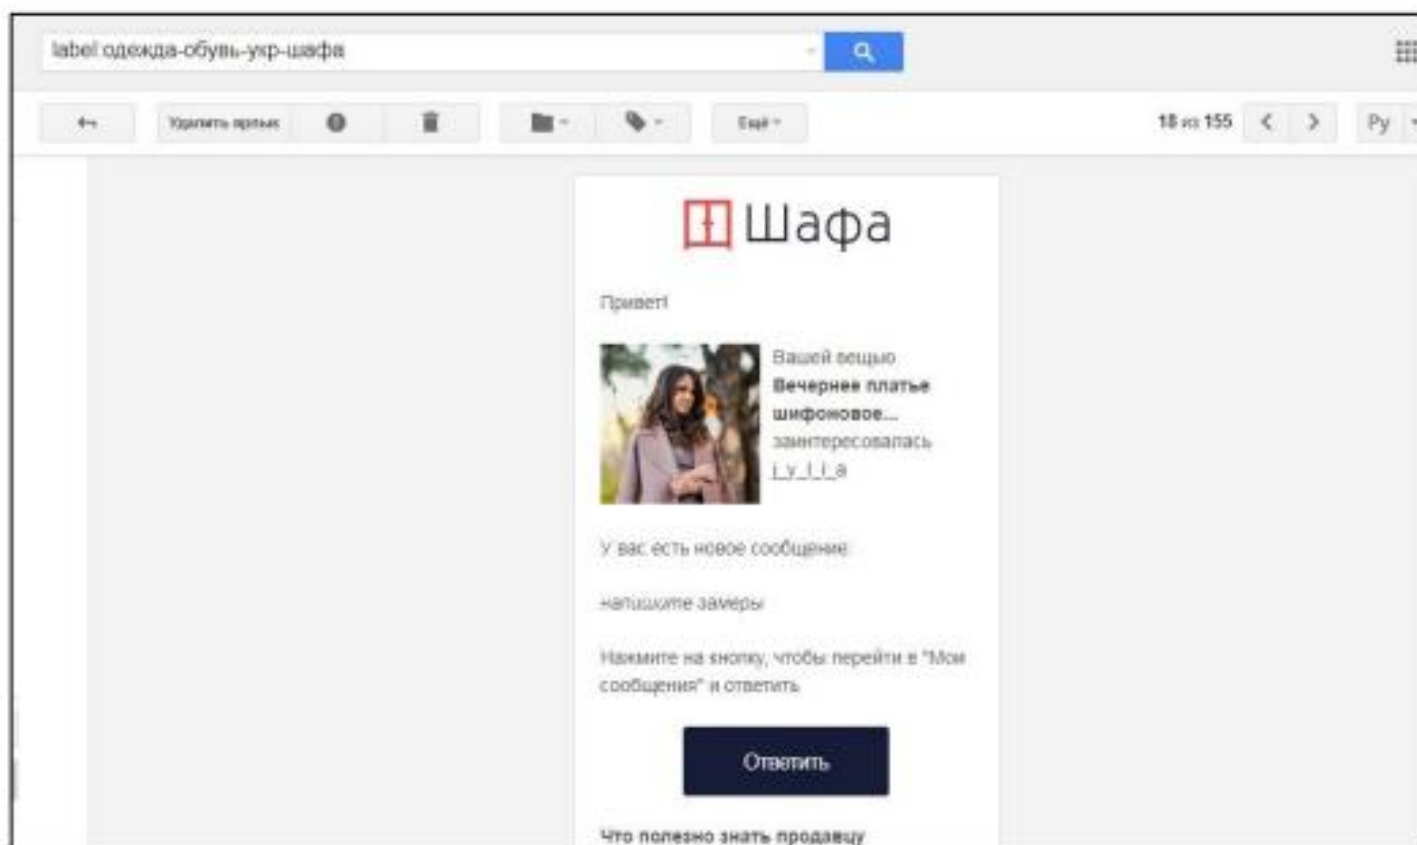 label одежда-обувь-укр-шафа
Удалить ярлык
Ещё
18 из 155
Ру
Шафа
Привет!
Вашей вещью
Вечернее платье
шифоновое...
заинтересовалась
j_y_l_i_a
У вас есть новое сообщение:
напишите замеры
Нажмите на кнопку, чтобы перейти в "Мои
сообщения" и ответить
Ответить
Что полезно знать продавцу